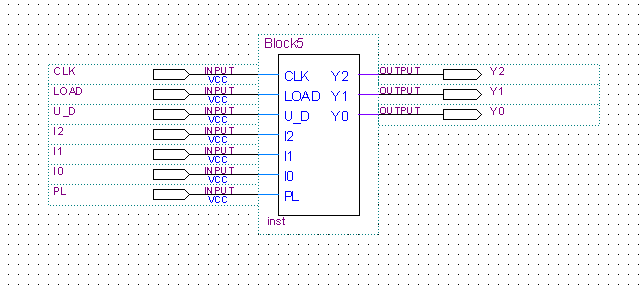 Block5
CLK INPUT VCC CLK Y2 OUTPUT Y2
LOAD INPUT VCC LOAD Y1 OUTPUT Y1
U_D INPUT VCC U_D Y0 OUTPUT Y0
I2 INPUT VCC I2
I1 INPUT VCC I1
I0 INPUT VCC I0
PL INPUT VCC PL
inst